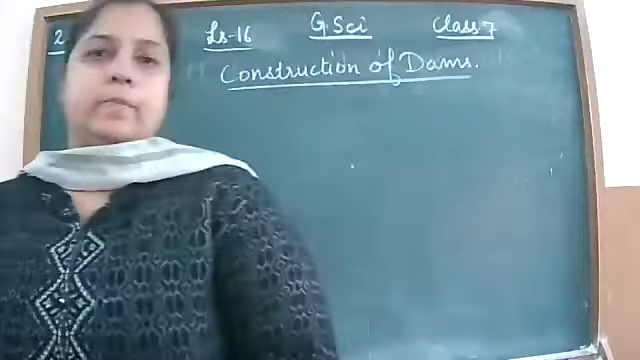 2 Ls-16 G.Sci Class 7
Construction of Dams.